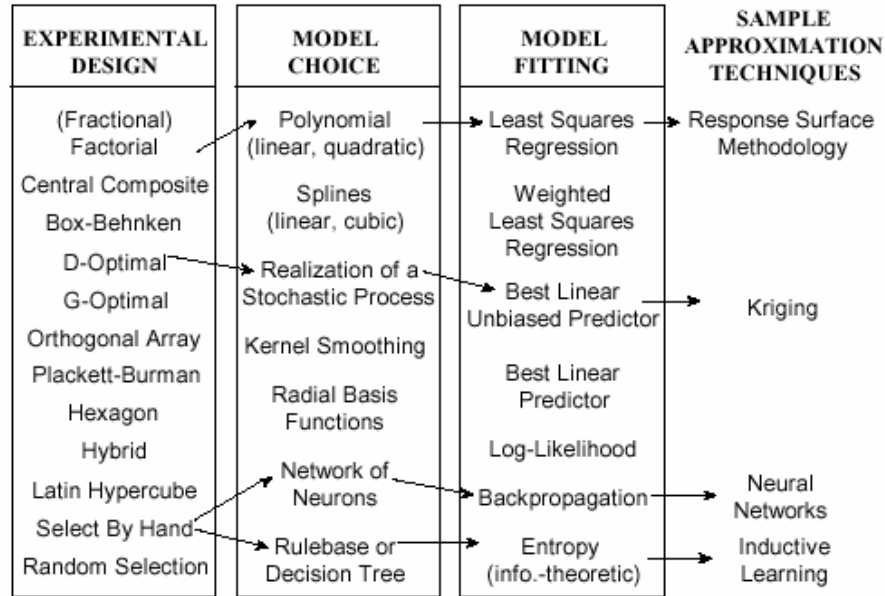 EXPERIMENTAL
DESIGN
(Fractional)
Factorial
Central Composite
Box-Behnken
D-Optimal
G-Optimal
Orthogonal Array
Plackett-Burman
Hexagon
Hybrid
Latin Hypercube
Select By Hand
Random Selection
MODEL
CHOICE
Polynomial
(linear, quadratic)
Splines
(linear, cubic)
Realization of a
Stochastic Process
Kernel Smoothing
Radial Basis
Functions
Network of
Neurons
Rulebase or
Decision Tree
MODEL
FITTING
Least Squares
Regression
Weighted
Least Squares
Regression
Best Linear
Unbiased Predictor
Best Linear
Predictor
Log-Likelihood
Backpropagation
Entropy
(info.-theoretic)
SAMPLE
APPROXIMATION
TECHNIQUES
Response Surface
Methodology
Kriging
Neural
Networks
Inductive
Learning